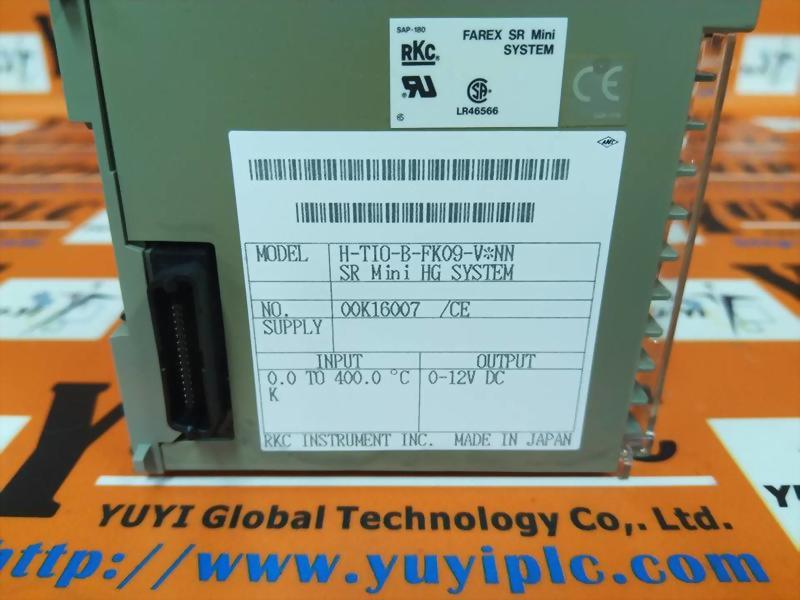 SAP-180
RKC®
FAREX SR Mini
SYSTEM
SA
LR46566
CE
MODEL H-TIO-B-FK09-V*NN
SR Mini HG SYSTEM
NO. 00K16007 /CE
SUPPLY
INPUT OUTPUT
0.0 TO 400.0 °C 0-12V DC
K
RKC INSTRUMENT INC. MADE IN JAPAN
YUYI Global Technology Co,. Ltd.
http://www.yuyiplc.com/